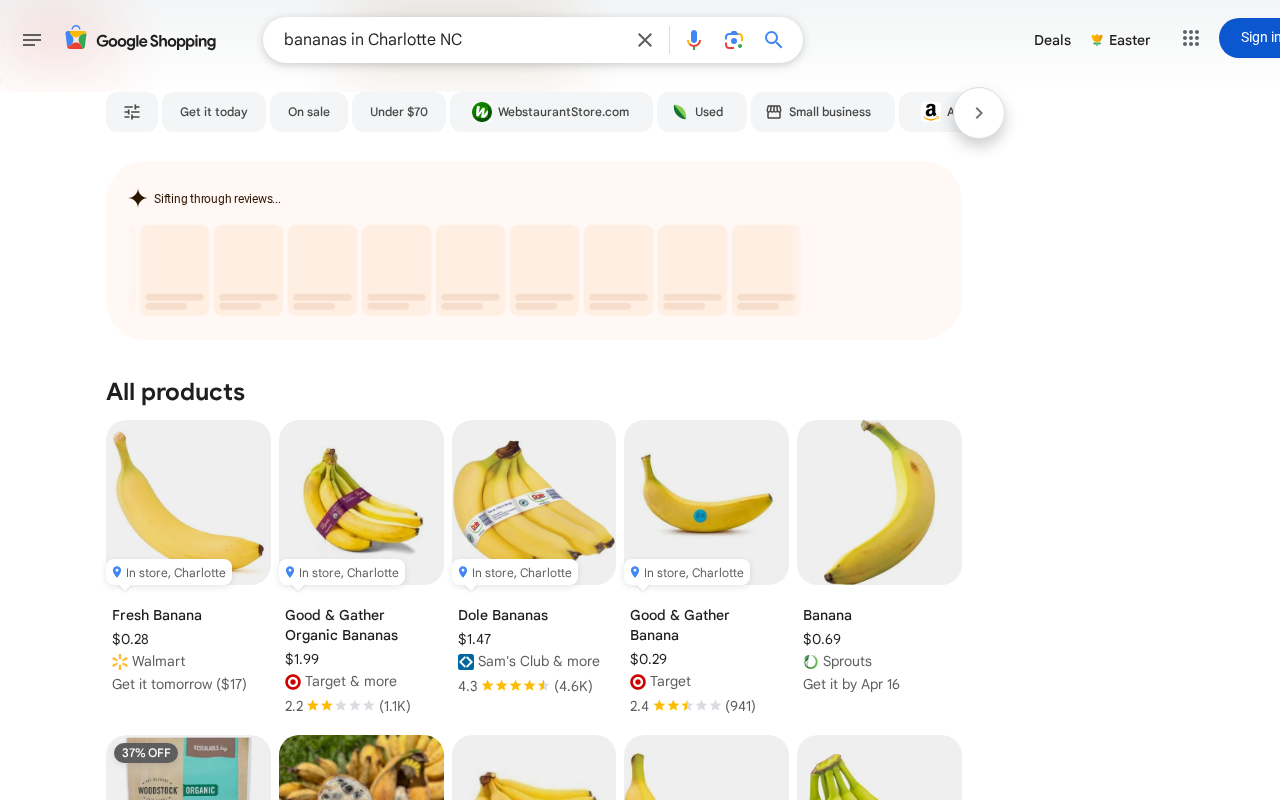 Google Shopping
bananas in Charlotte NC
Deals
Easter
Sign in
Get it today
On sale
Under $70
WebstaurantStore.com
Used
Small business
Sifting through reviews...
All products
In store, Charlotte
In store, Charlotte
In store, Charlotte
In store, Charlotte
Fresh Banana
$0.28
Walmart
Get it tomorrow ($17)
Good & Gather
Organic Bananas
$1.99
Target & more
2.2 (1.1K)
Dole Bananas
$1.47
Sam's Club & more
4.3 (4.6K)
Good & Gather
Banana
$0.29
Target
2.4 (941)
Banana
$0.69
Sprouts
Get it by Apr 16
37% OFF
RESEALABLE bag
WOODSTOCK
ORGANIC